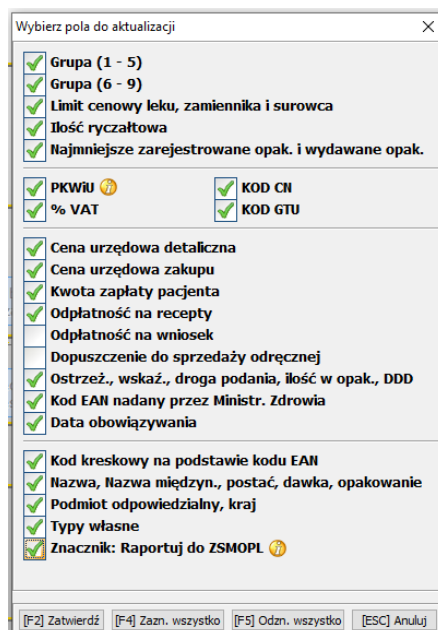 Wybierz pola do aktualizacji
Grupa (1 - 5)
Grupa (6 - 9)
Limit cenowy leku, zamiennika i surowca
Ilość ryczałtowa
Najmniejsze zarejestrowane opak. i wydawane opak.
PKWiU KOD CN
% VAT KOD GTU
Cena urzędowa detaliczna
Cena urzędowa zakupu
Kwota zapłaty pacjenta
Odpłatność na recepty
Odpłatność na wniosek
Dopuszczenie do sprzedaży odręcznej
Ostrzeż., wskaź., droga podania, ilość w opak., DDD
Kod EAN nadany przez Ministr. Zdrowia
Data obowiązywania
Kod kreskowy na podstawie kodu EAN
Nazwa, Nazwa międzyn., postać, dawka, opakowanie
Podmiot odpowiedzialny, kraj
Typy własne
Znacznik: Raportuj do ZSMOPL
[F2] Zatwierdź [F4] Zazn. wszystko [F5] Odzn. wszystko [ESC] Anuluj